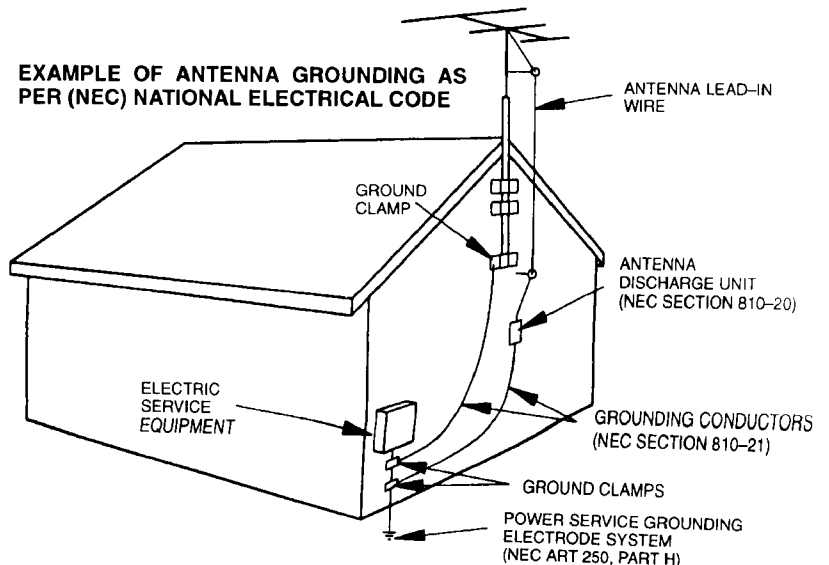 EXAMPLE OF ANTENNA GROUNDING AS
PER (NEC) NATIONAL ELECTRICAL CODE
ANTENNA LEAD–IN
WIRE
GROUND
CLAMP
ANTENNA
DISCHARGE UNIT
(NEC SECTION 810–20)
ELECTRIC
SERVICE
EQUIPMENT
GROUNDING CONDUCTORS
(NEC SECTION 810–21)
GROUND CLAMPS
POWER SERVICE GROUNDING
ELECTRODE SYSTEM
(NEC ART 250, PART H)